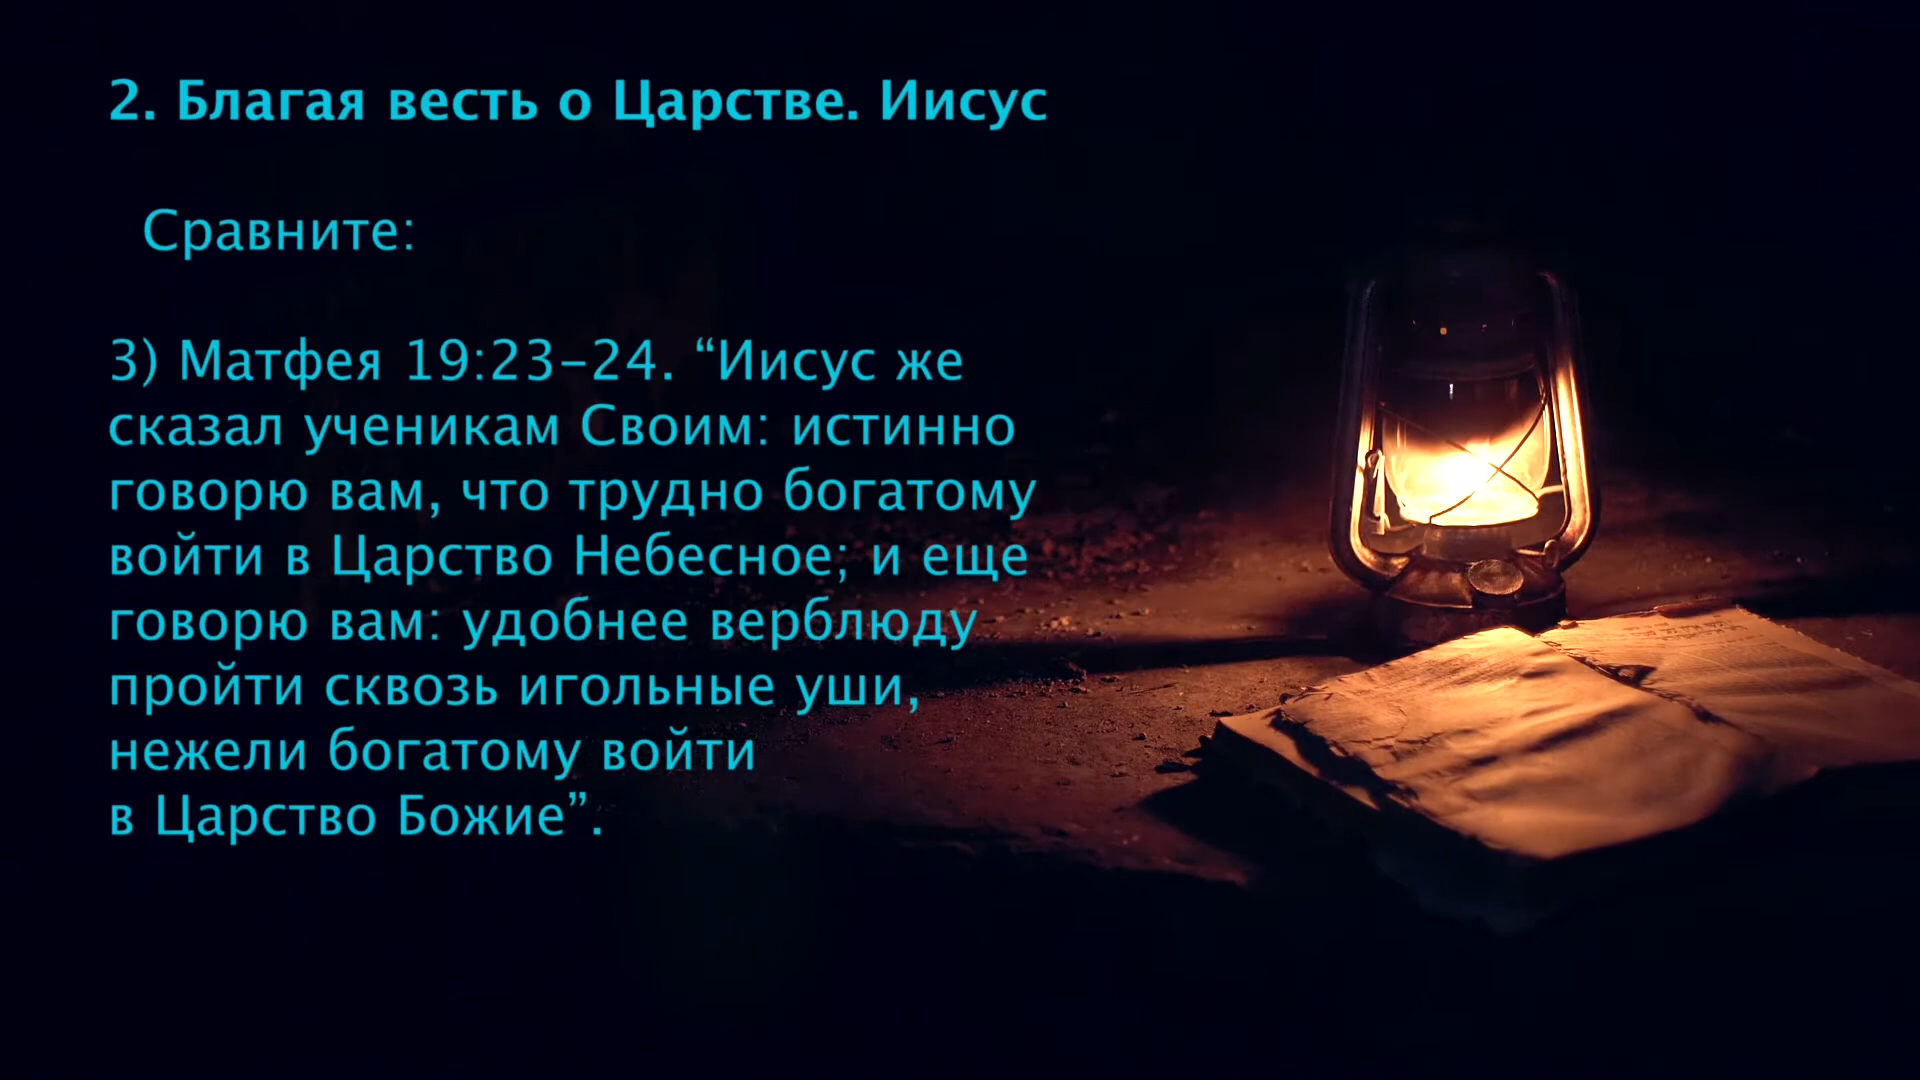 2. Благая весть о Царстве. Иисус
Сравните:
3) Матфея 19:23–24. “Иисус же
сказал ученикам Своим: истинно
говорю вам, что трудно богатому
войти в Царство Небесное; и еще
говорю вам: удобнее верблюду
пройти сквозь игольные уши,
нежели богатому войти
в Царство Божие”.